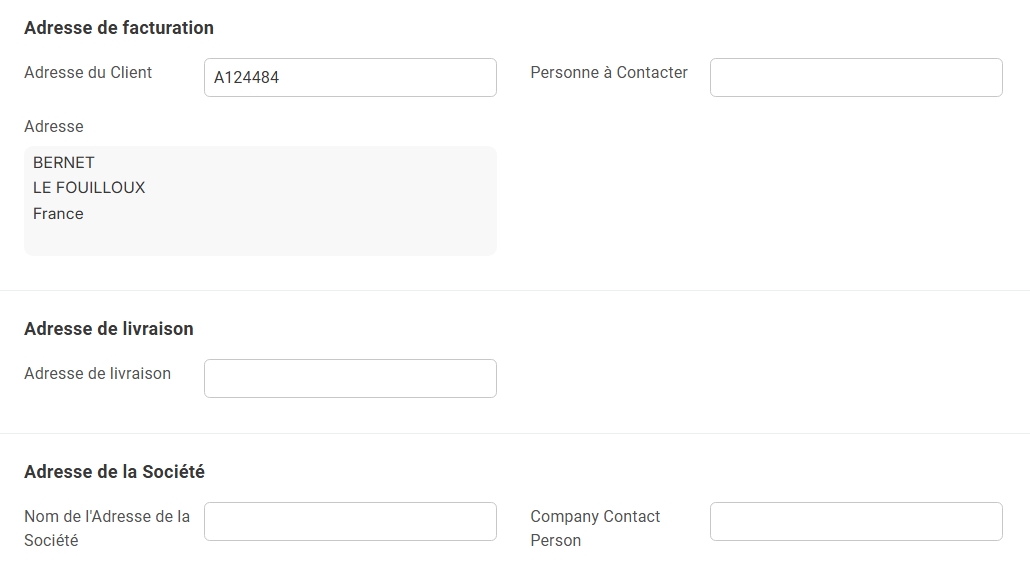 Adresse de facturation
Adresse du Client
A124484
Personne à Contacter
Adresse
BERNET
LE FOUILLOUX
France
Adresse de livraison
Adresse de livraison
Adresse de la Société
Nom de l'Adresse de la
Société
Company Contact
Person